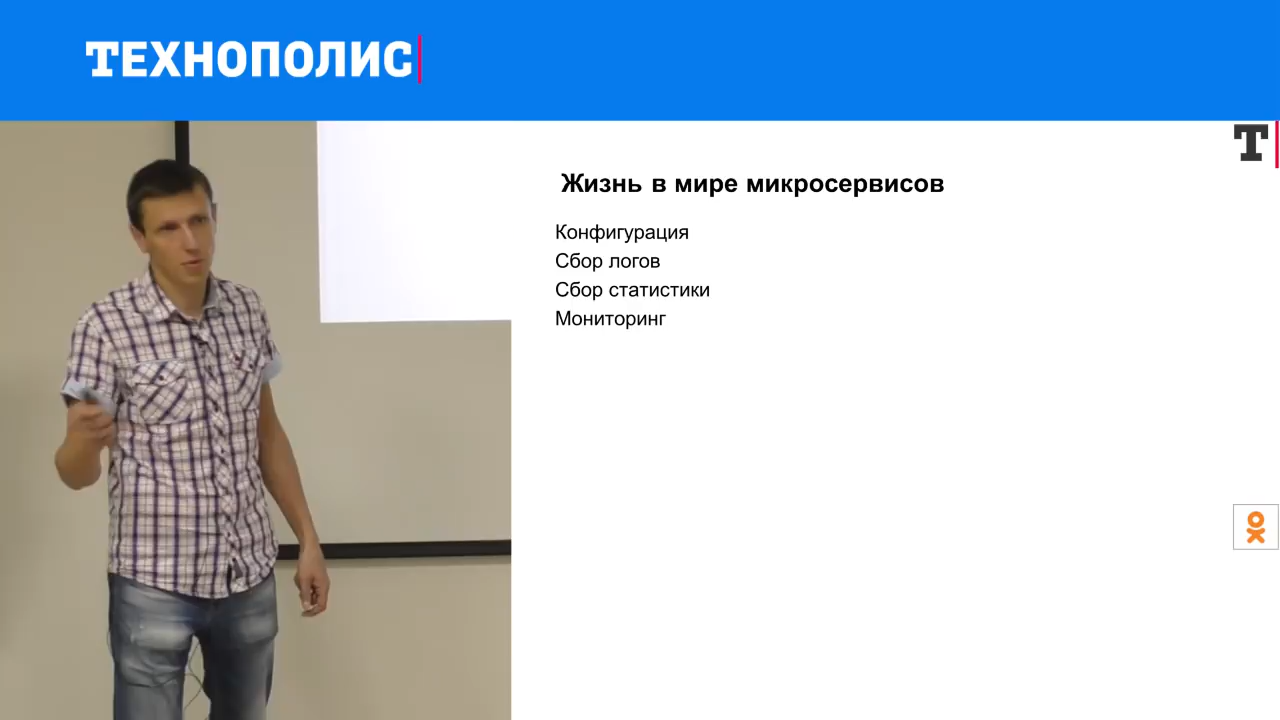 ТЕХНОПОЛИС
Т
Жизнь в мире микросервисов
Конфигурация
Сбор логов
Сбор статистики
Мониторинг